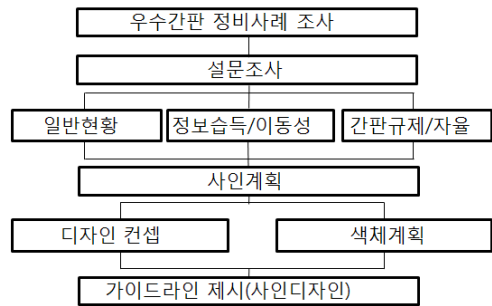 우수간판 정비사례 조사
설문조사
일반현황
정보습득/이동성
간판규제/자율
사인계획
디자인 컨셉
색체계획
가이드라인 제시(사인디자인)